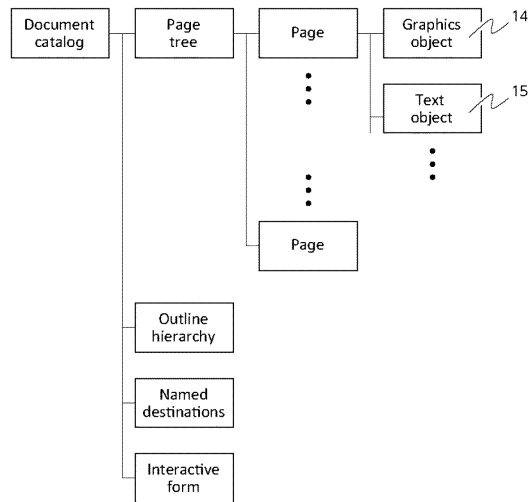 Document
catalog
Page
tree
Page
Graphics
object
14
Text
object
15
Page
Outline
hierarchy
Named
destinations
Interactive
form